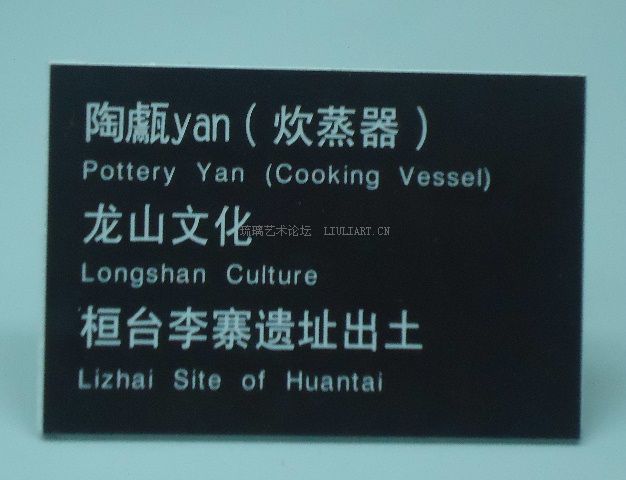 陶甗yan（炊蒸器）
Pottery Yan (Cooking Vessel)
龙山文化
琉璃艺术论坛 LIULIART.CN
Longshan Culture
桓台李寨遗址出土
Lizhai Site of Huantai